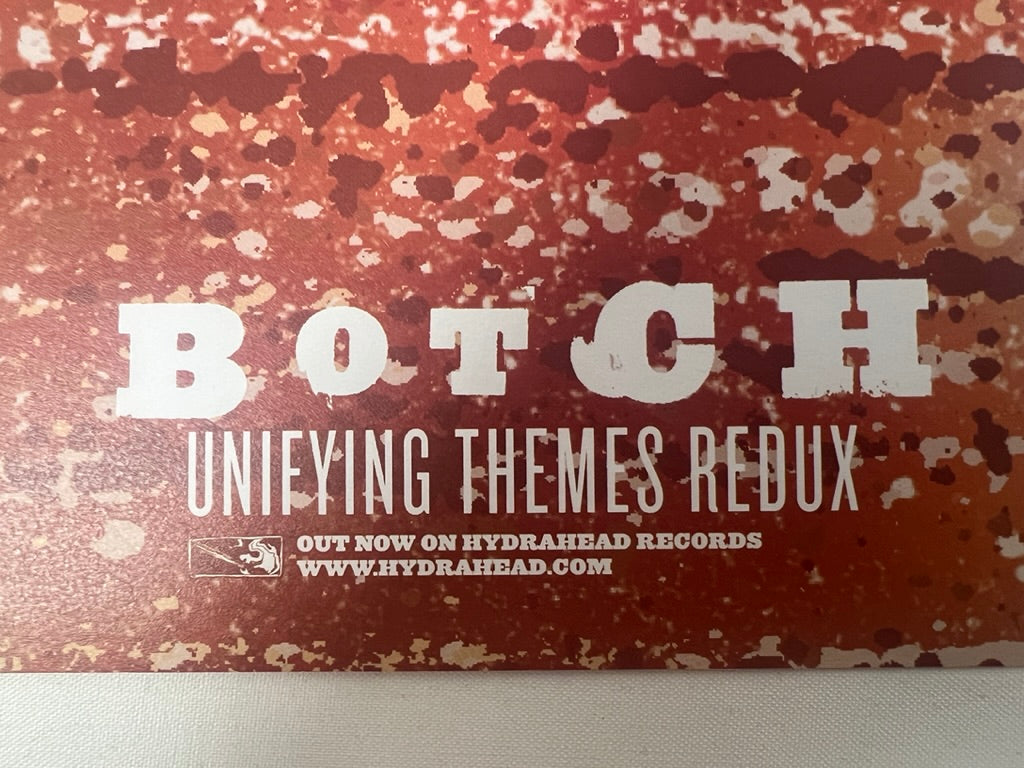 BOTCH
UNIFYING THEMES REDUX
OUT NOW ON HYDRAHEAD RECORDS
WWW.HYDRAHEAD.COM